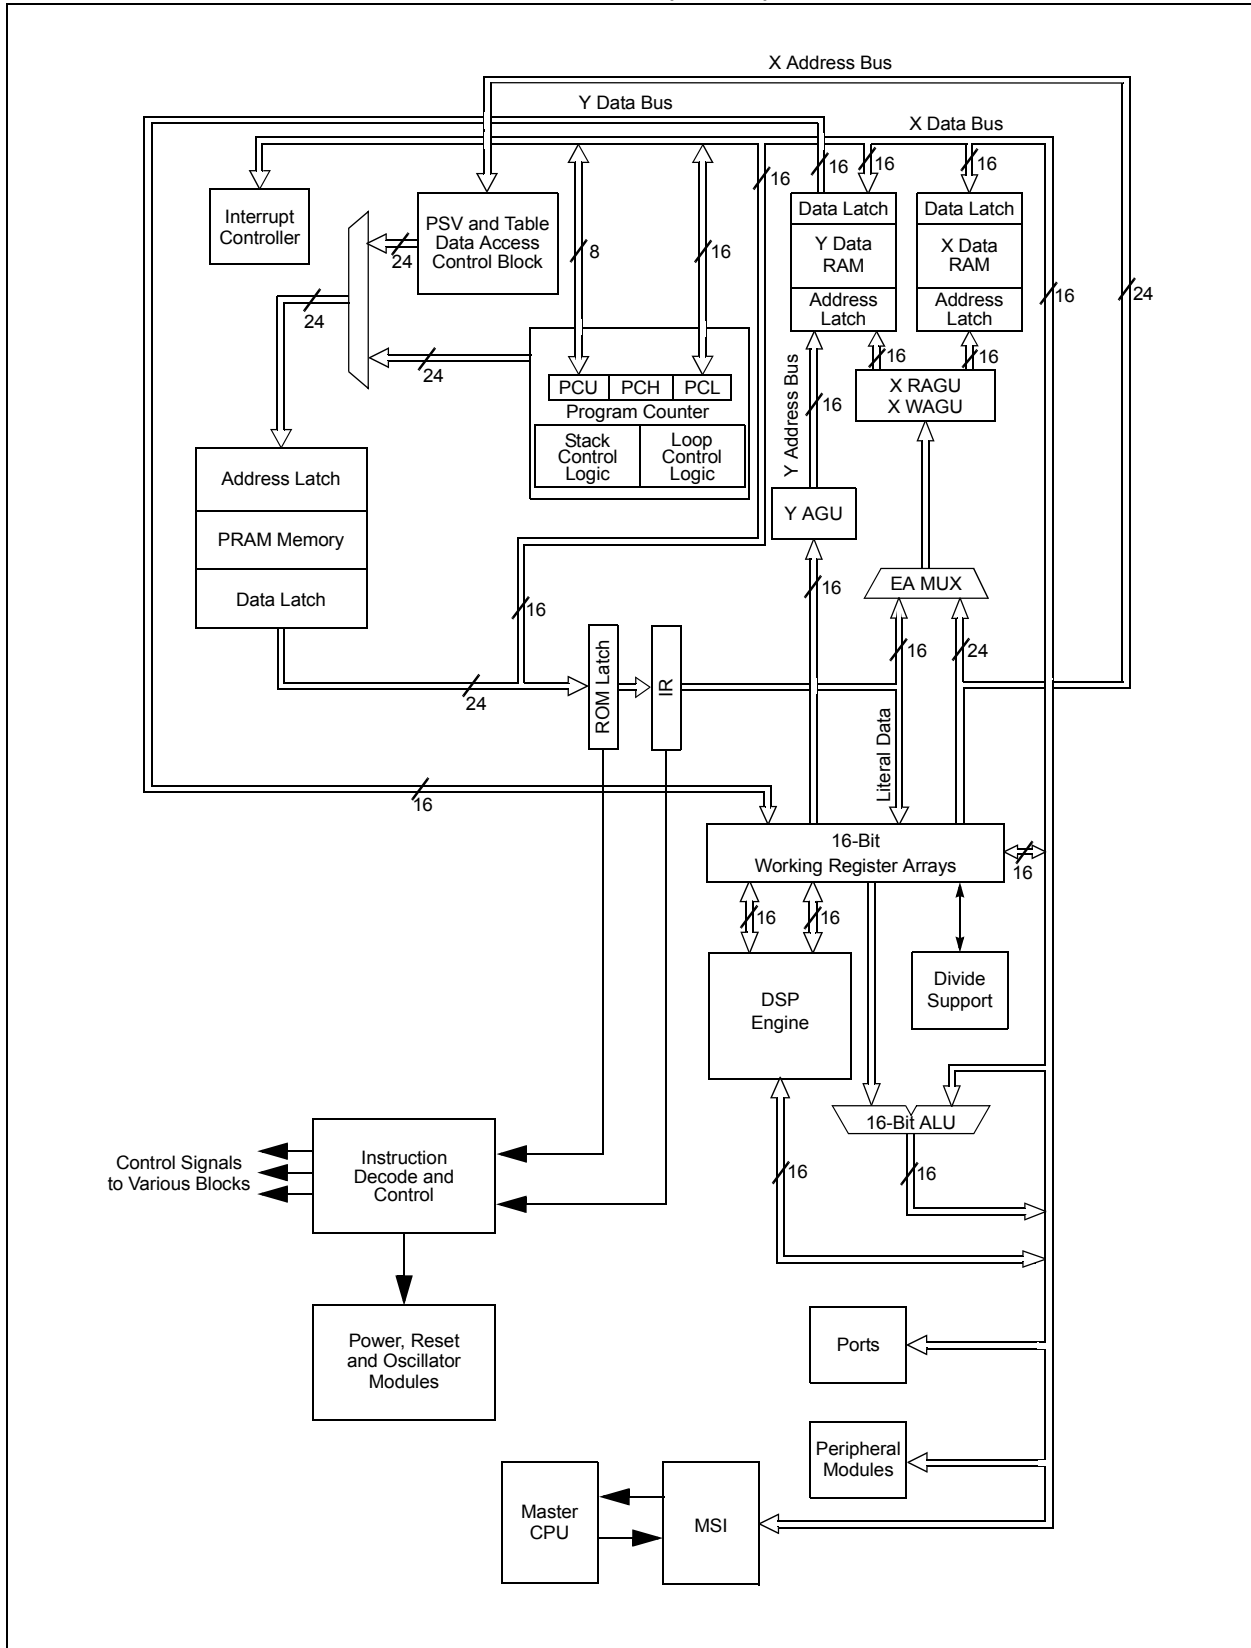 X Address Bus
Y Data Bus
X Data Bus
16
16
16
16
Interrupt
Controller
PSV and Table
Data Access
Control Block
24
8
16
Data Latch
Y Data
RAM
Address
Latch
Data Latch
X Data
RAM
Address
Latch
16
24
24
24
16
16
PCU
PCH
PCL
Program Counter
Stack
Control
Logic
Loop
Control
Logic
Y Address Bus
16
X RAGU
X WAGU
Address Latch
PRAM Memory
Data Latch
Y AGU
16
EA MUX
16
24
16
24
ROM Latch
IR
Literal Data
16
16-Bit
Working Register Arrays
16
16
16
DSP
Engine
Divide
Support
16-Bit ALU
16
16
Control Signals
to Various Blocks
Instruction
Decode and
Control
Power, Reset
and Oscillator
Modules
Ports
Peripheral
Modules
Master
CPU
MSI